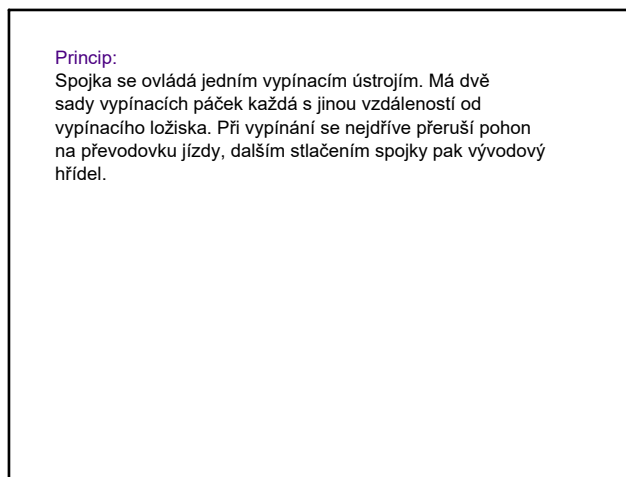 Princip:
Spojka se ovládá jedním vypínacím ústrojím. Má dvě
sady vypínacích páček každá s jinou vzdáleností od
vypínacího ložiska. Při vypínání se nejdříve přeruší pohon
na převodovku jízdy, dalším stlačením spojky pak vývodový
hřídel.